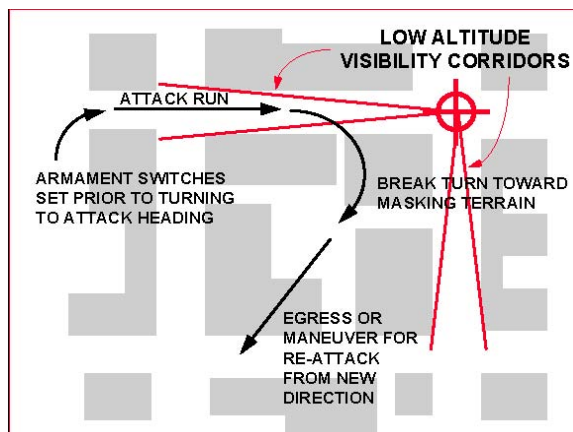 LOW ALTITUDE
VISIBILITY CORRIDORS
ATTACK RUN
ARMAMENT SWITCHES
SET PRIOR TO TURNING
TO ATTACK HEADING
BREAK TURN TOWARD
MASKING TERRAIN
EGRESS OR
MANEUVER FOR
RE-ATTACK
FROM NEW
DIRECTION